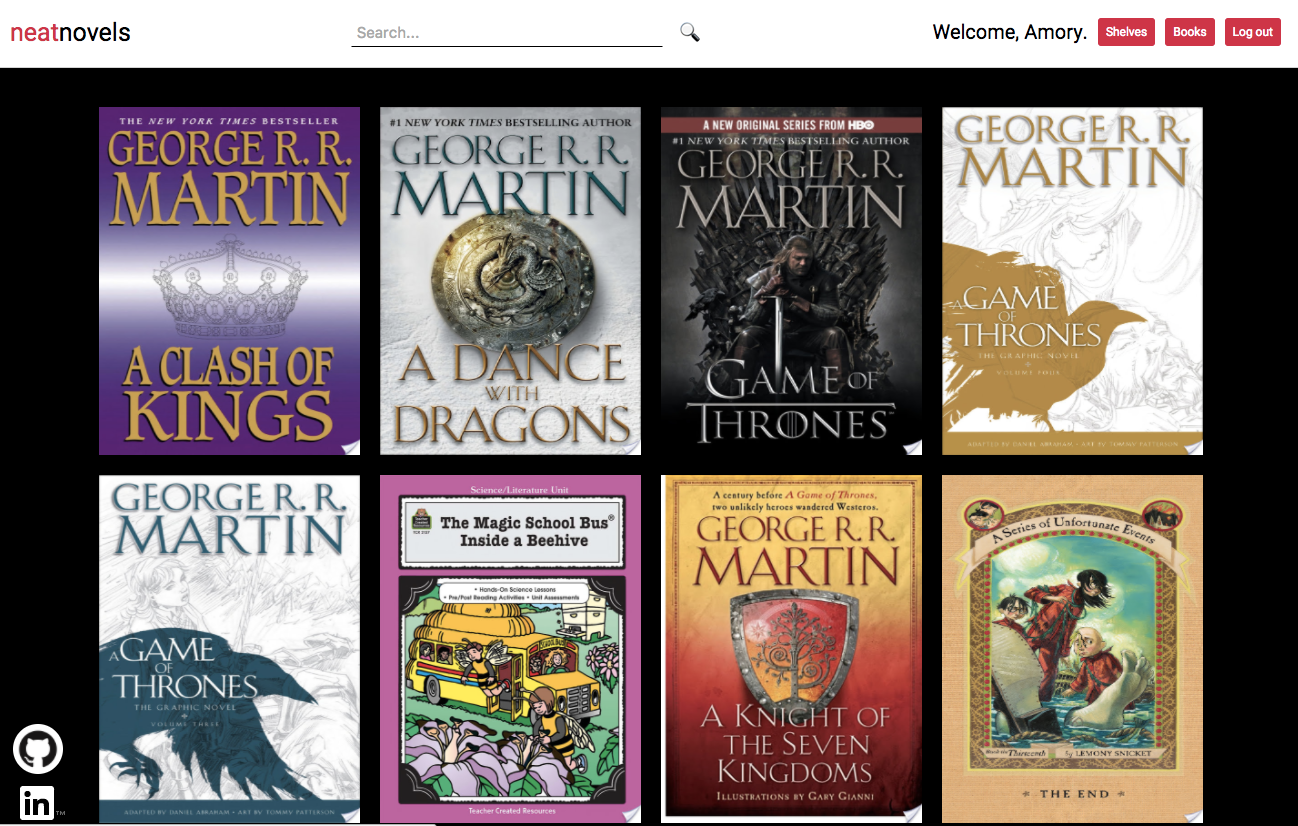 neatnovels
Search...
Welcome, Amory.
Shelves
Books
Log out
THE NEW YORK TIMES BESTSELLER
GEORGE R. R.
MARTIN
A CLASH OF
KINGS
#1 NEW YORK TIMES BESTSELLING AUTHOR
GEORGE R. R.
MARTIN
A DANCE
WITH
DRAGONS
A NEW ORIGINAL SERIES FROM HBO
#1 NEW YORK TIMES BESTSELLING AUTHOR
GEORGE R. R.
MARTIN
GAME OF
THRONES
GEORGE R. R.
MARTIN
A GAME
OF
THRONES
THE GRAPHIC NOVEL
VOLUME FOUR
ADAPTED BY DANIEL ABRAHAM • ART BY TOMMY PATTERSON
GEORGE R. R.
MARTIN
A GAME
OF
THRONES
THE GRAPHIC NOVEL
VOLUME THREE
ADAPTED BY DANIEL ABRAHAM • ART BY TOMMY PATTERSON
Science/Literature Unit
The Magic School Bus®
Inside a Beehive
• Hands-On Science Lessons
• Pre/Post Reading Activities • Unit Assessments
SCHOOL BUS
Teacher Created Resources
A century before A Game of Thrones,
two unlikely heroes wandered Westeros.
GEORGE R. R.
MARTIN
A KNIGHT OF
THE SEVEN
KINGDOMS
ILLUSTRATIONS BY GARY GIANNI
A Series of Unfortunate Events
Book the Thirteenth
by LEMONY SNICKET
* THE END *
in
TM